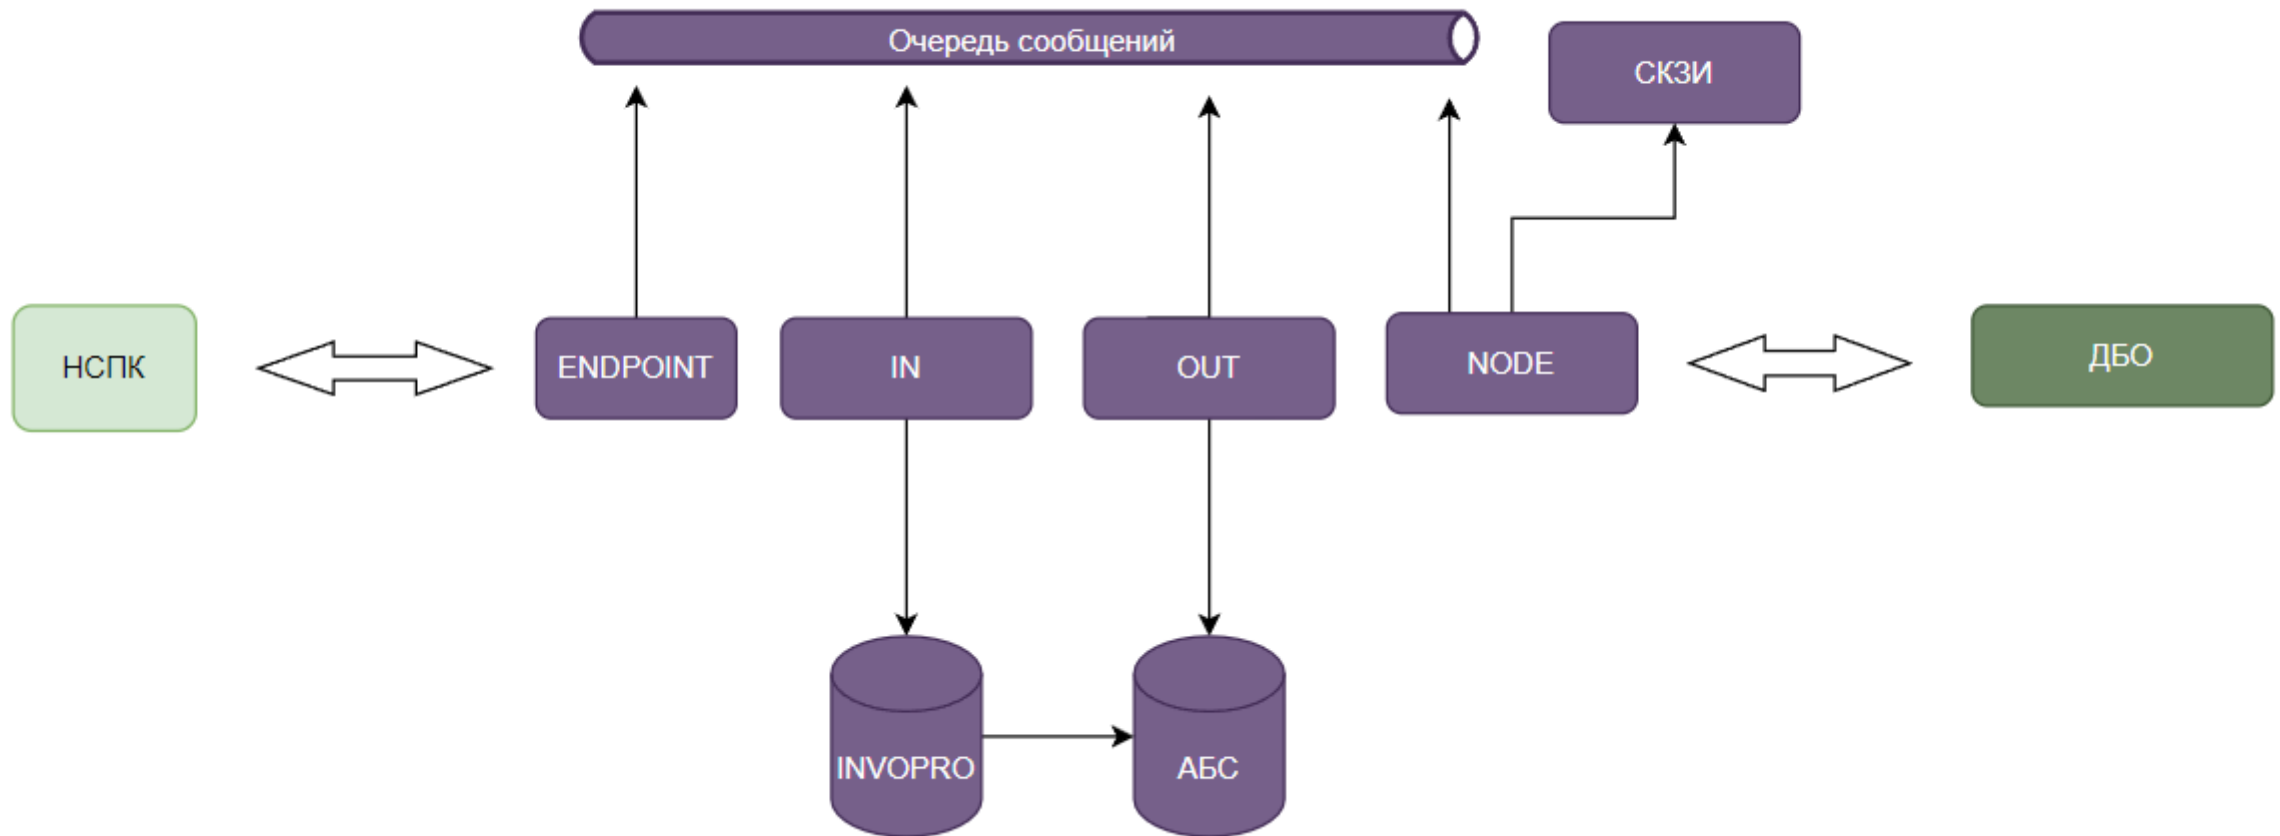 Очередь сообщений
СКЗИ
НСПК
ENDPOINT
IN
OUT
NODE
ДБО
INVOPRO
АБС